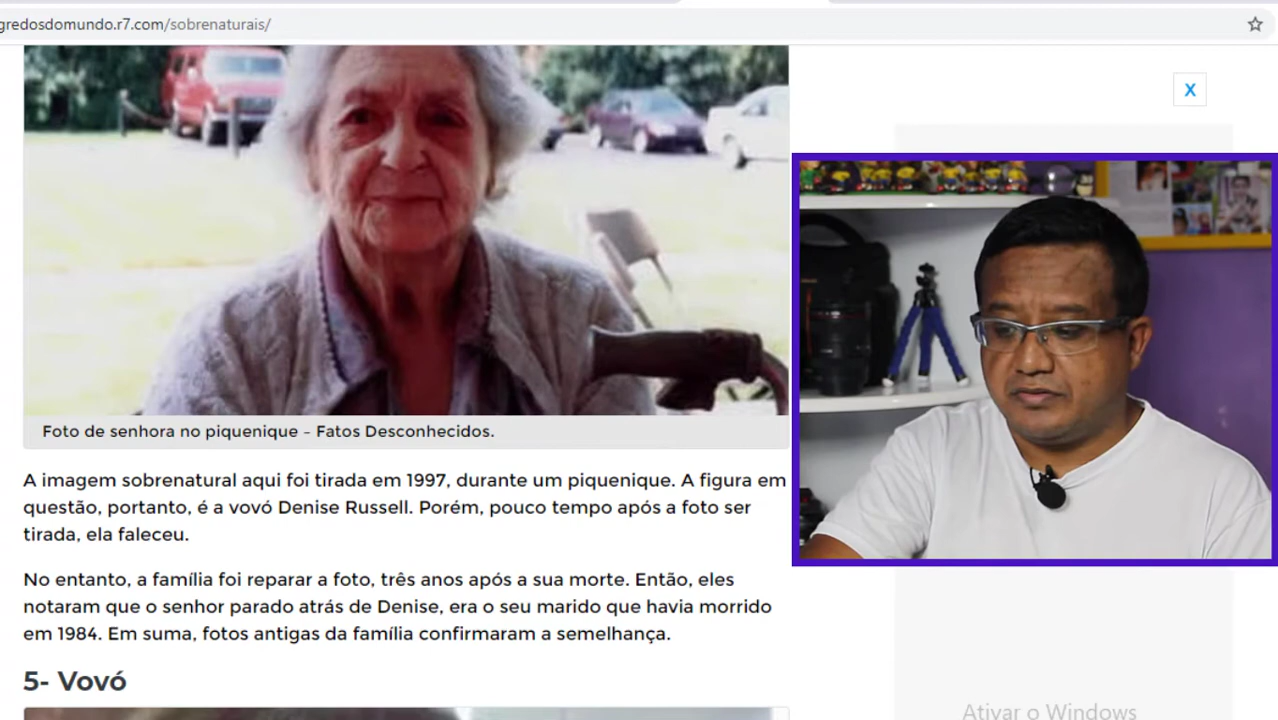 gredosdomundo.r7.com/sobrenaturais/
X
Foto de senhora no piquenique - Fatos Desconhecidos.
A imagem sobrenatural aqui foi tirada em 1997, durante um piquenique. A figura em
questão, portanto, é a vovó Denise Russell. Porém, pouco tempo após a foto ser
tirada, ela faleceu.
No entanto, a família foi reparar a foto, três anos após a sua morte. Então, eles
notaram que o senhor parado atrás de Denise, era o seu marido que havia morrido
em 1984. Em suma, fotos antigas da família confirmaram a semelhança.
5- Vovó
Ativar o Windows